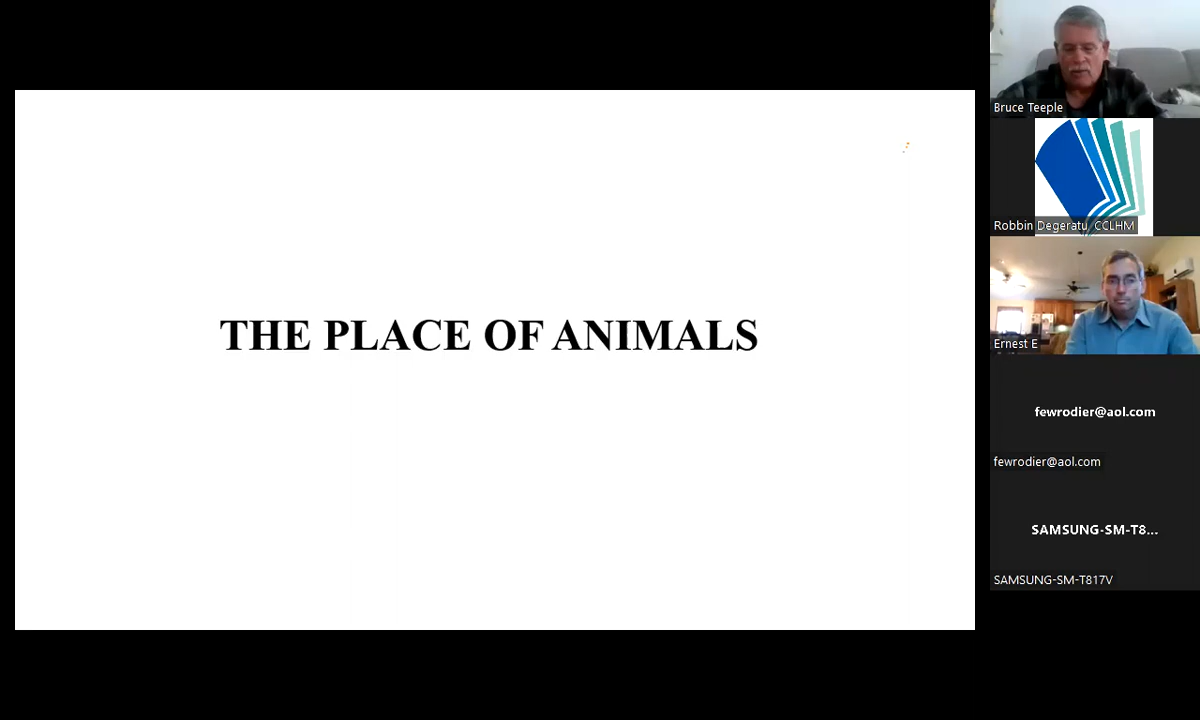 THE PLACE OF ANIMALS
Bruce Teeple
Robbin Degeratu, CCLHM
Ernest E
fewrodier@aol.com
fewrodier@aol.com
SAMSUNG-SM-T8...
SAMSUNG-SM-T817V